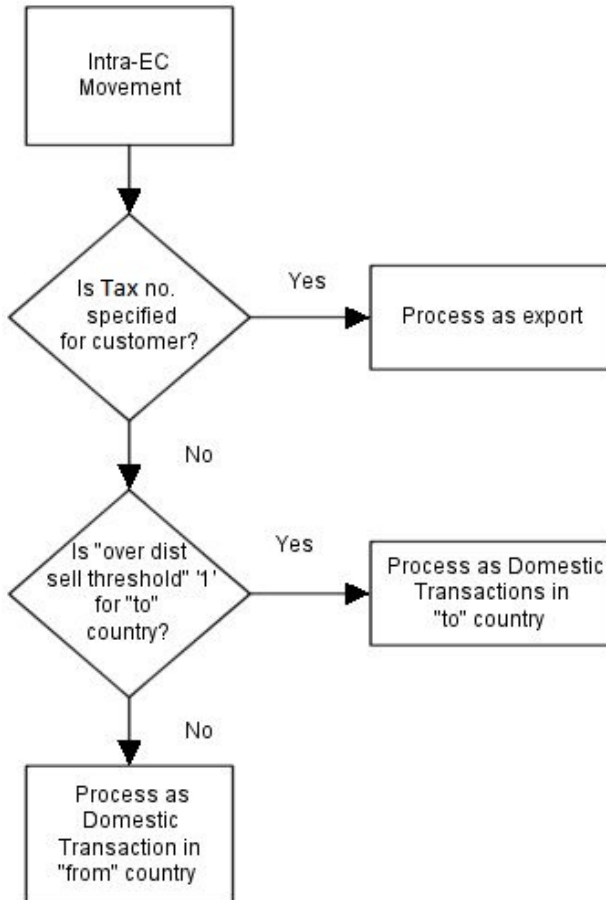 Intra-EC
Movement
Is Tax no.
specified
for customer?
Yes
Process as export
No
Is "over dist
sell threshold" '1'
for "to"
country?
Yes
Process as Domestic
Transactions in
"to" country
No
Process as
Domestic
Transaction in
"from" country